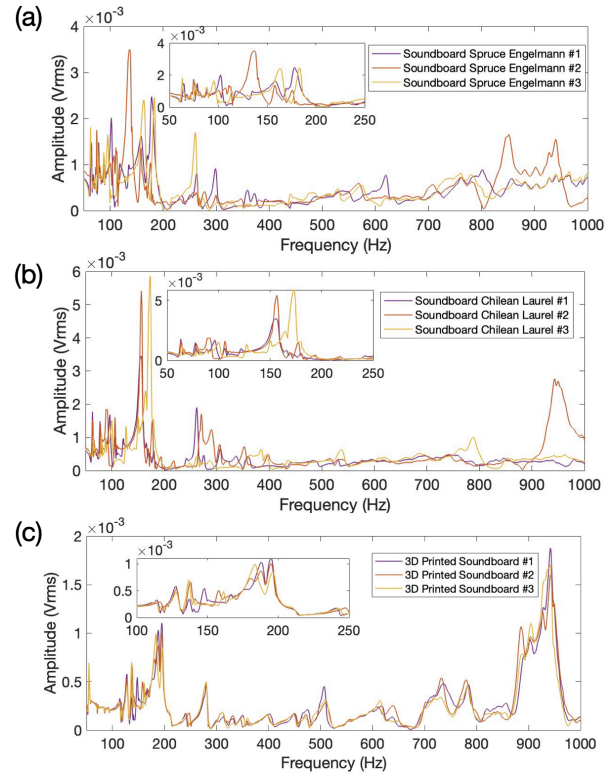 (a)
×10⁻³
4
3
2
1
0
Amplitude (Vrms)
100 200 300 400 500 600 700 800 900 1000
Frequency (Hz)
×10⁻³
4
2
0
50 100 150 200 250
Soundboard Spruce Engelmann #1
Soundboard Spruce Engelmann #2
Soundboard Spruce Engelmann #3
(b)
×10⁻³
6
5
4
3
2
1
0
Amplitude (Vrms)
100 200 300 400 500 600 700 800 900 1000
Frequency (Hz)
×10⁻³
5
0
50 100 150 200 250
Soundboard Chilean Laurel #1
Soundboard Chilean Laurel #2
Soundboard Chilean Laurel #3
(c)
×10⁻³
2
1.5
1
0.5
0
Amplitude (Vrms)
100 200 300 400 500 600 700 800 900 1000
Frequency (Hz)
×10⁻³
1
0.5
0
100 150 200 250
3D Printed Soundboard #1
3D Printed Soundboard #2
3D Printed Soundboard #3